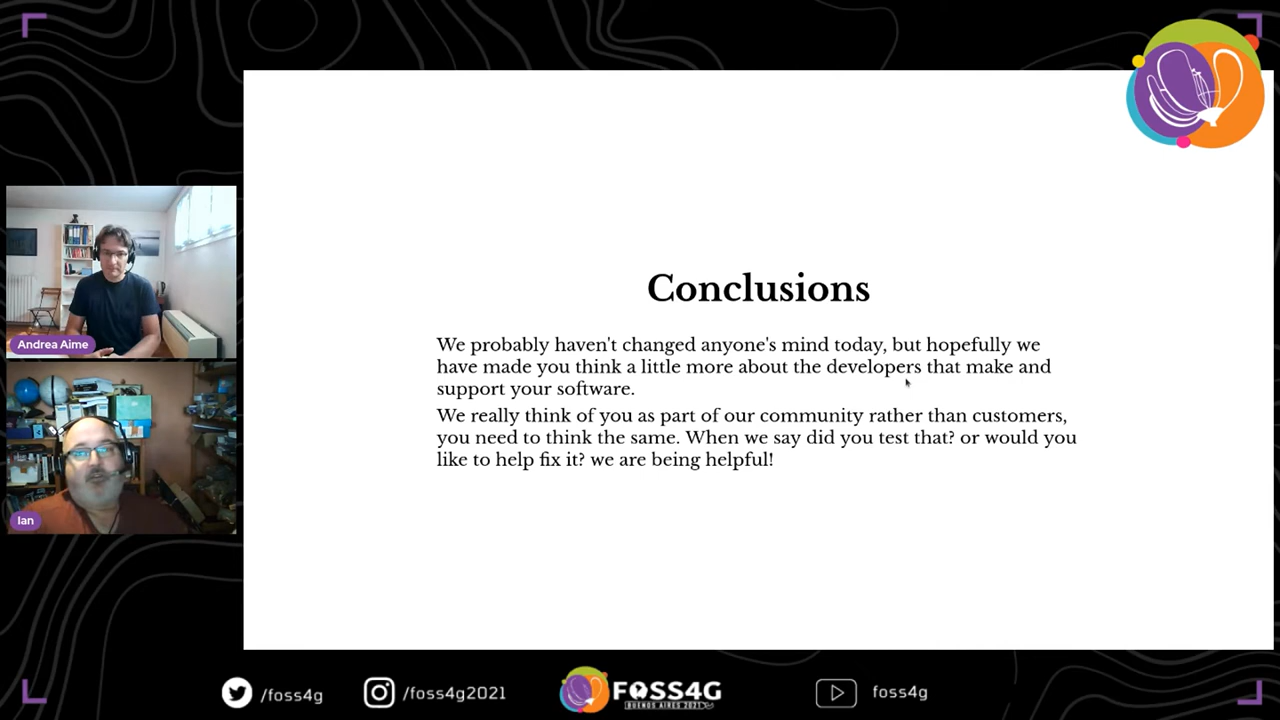 Andrea Aime
Ian
Conclusions
We probably haven't changed anyone's mind today, but hopefully we
have made you think a little more about the developers that make and
support your software.
We really think of you as part of our community rather than customers,
you need to think the same. When we say did you test that? or would you
like to help fix it? we are being helpful!
/foss4g
/foss4g2021
FOSS4G
BUENOS AIRES 2021
foss4g